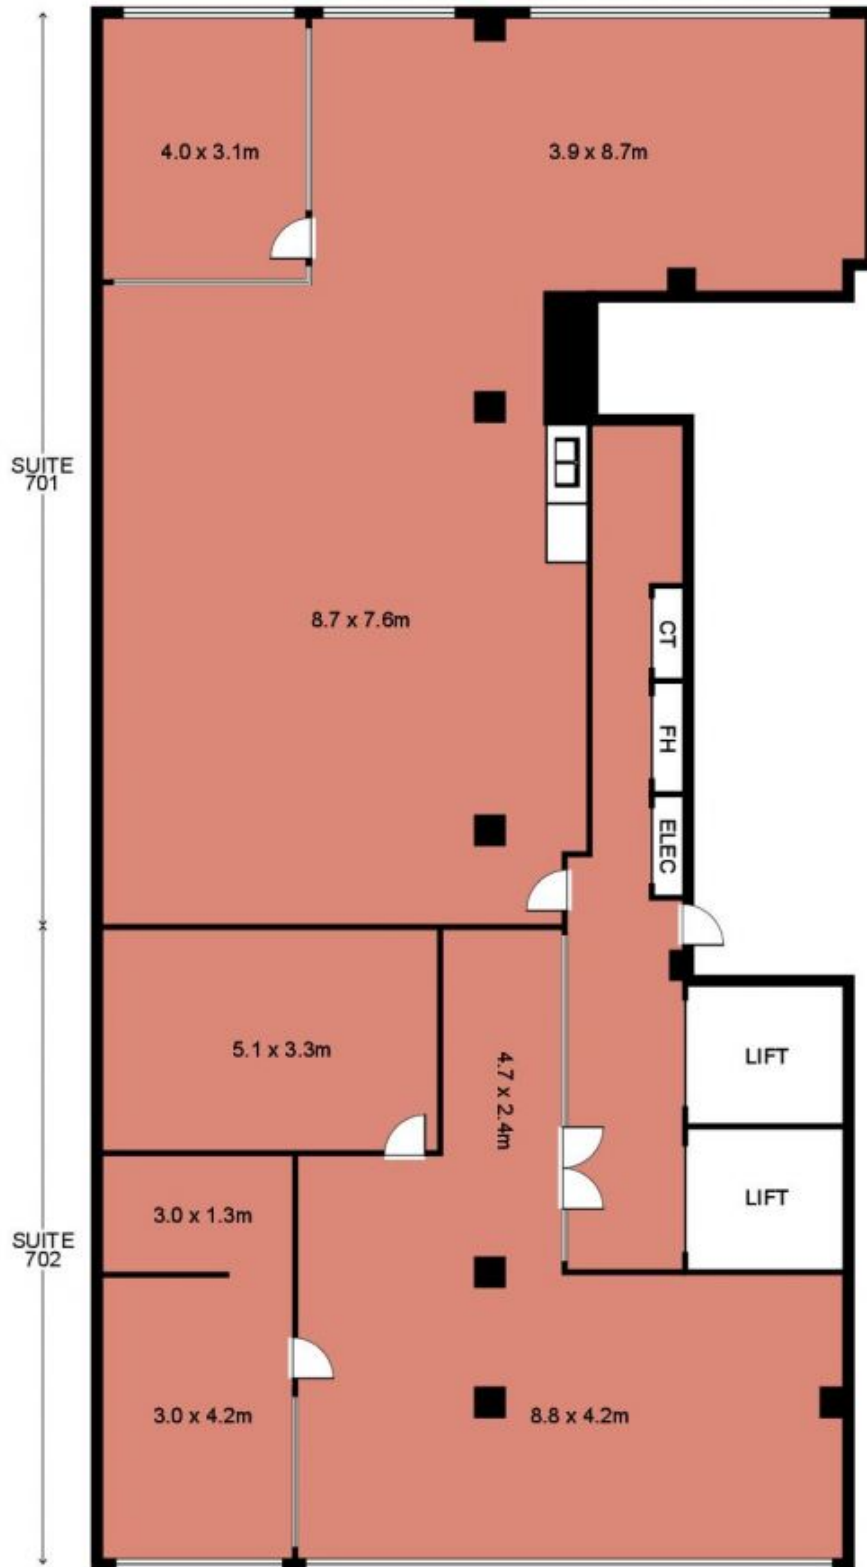 4.0 x 3.1m
3.9 x 8.7m
SUITE
701
8.7 x 7.6m
CT
FH
ELEC
5.1 x 3.3m
4.7 x 2.4m
LIFT
3.0 x 1.3m
LIFT
SUITE
702
3.0 x 4.2m
8.8 x 4.2m